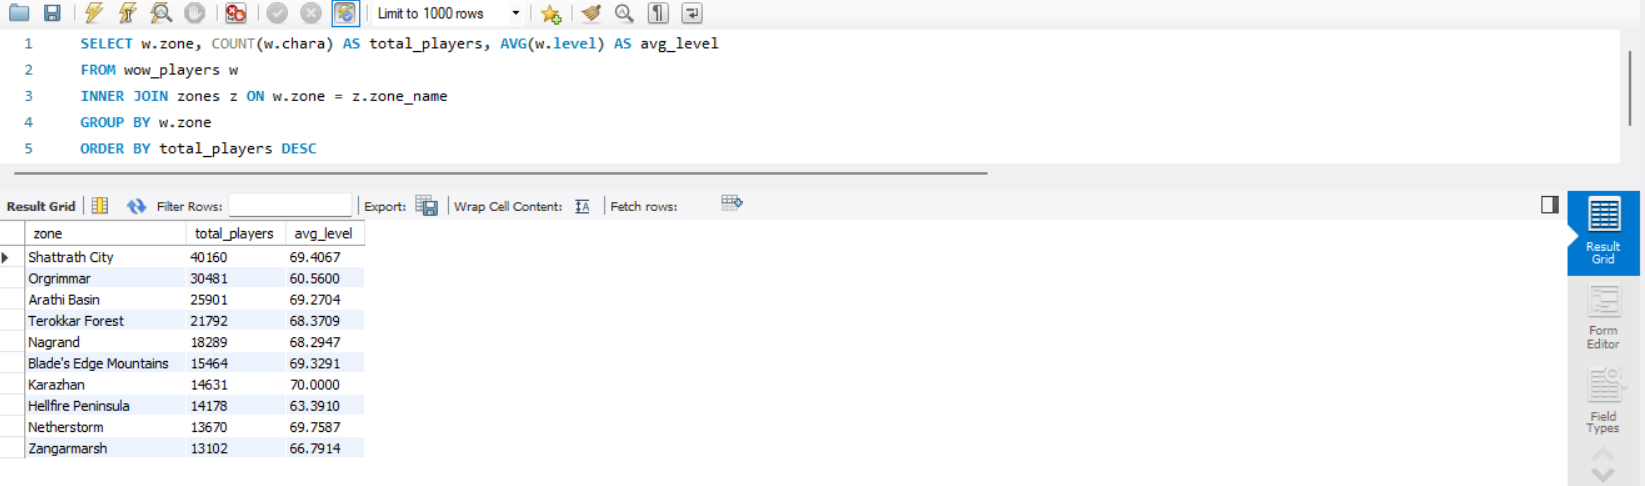 Limit to 1000 rows
1 SELECT w.zone, COUNT(w.chara) AS total_players, AVG(w.level) AS avg_level
2 FROM wow_players w
3 INNER JOIN zones z ON w.zone = z.zone_name
4 GROUP BY w.zone
5 ORDER BY total_players DESC
Result Grid Filter Rows: Export: Wrap Cell Content: Fetch rows:
zone total_players avg_level
Shattrath City 40160 69.4067
Orgrimmar 30481 60.5600
Arathi Basin 25901 69.2704
Terokkar Forest 21792 68.3709
Nagrand 18289 68.2947
Blade's Edge Mountains 15464 69.3291
Karazhan 14631 70.0000
Hellfire Peninsula 14178 63.3910
Netherstorm 13670 69.7587
Zangarmarsh 13102 66.7914
Result
Grid
Form
Editor
Field
Types